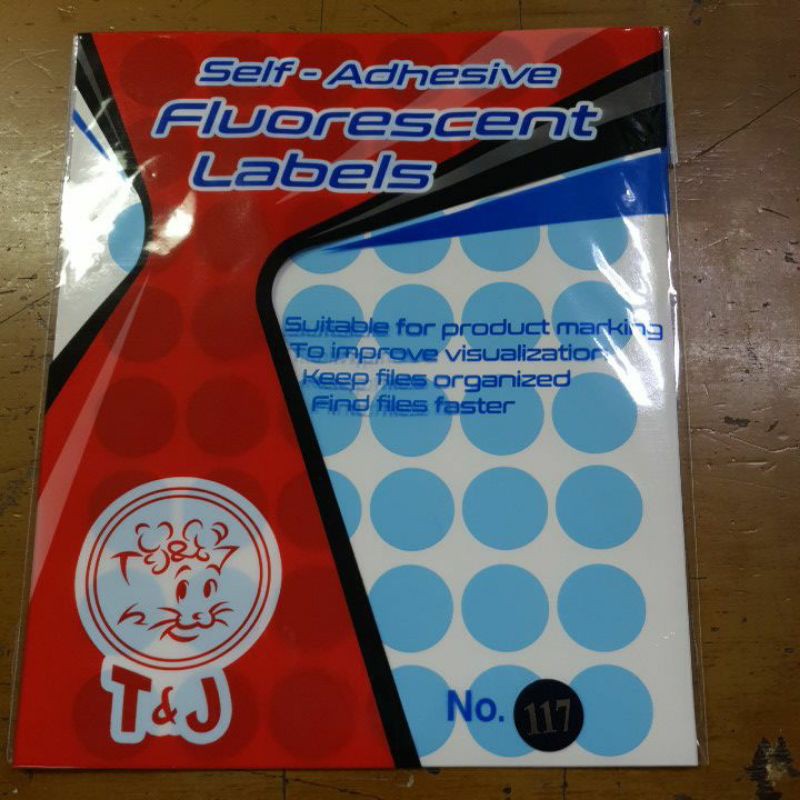 Self - Adhesive
Fluorescent
Labels
Suitable for product marking
To improve visualization
Keep files organized
Find files faster
T&J
T&J
No. 117